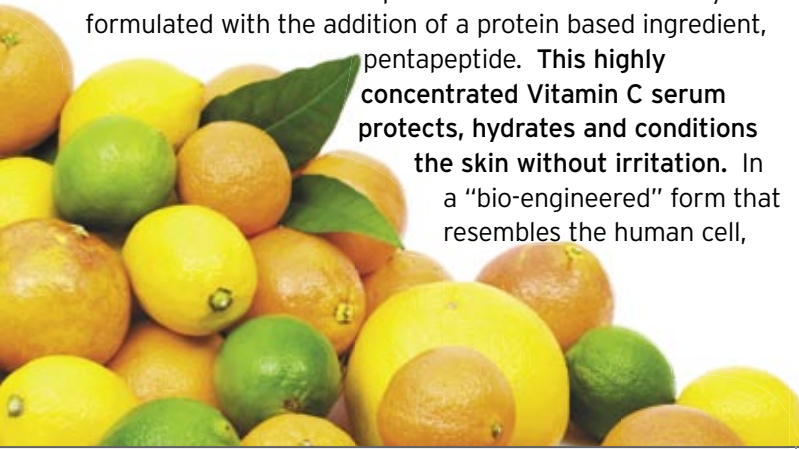 formulated with the addition of a protein based ingredient,
pentapeptide. This highly
concentrated Vitamin C serum
protects, hydrates and conditions
the skin without irritation. In
a “bio-engineered” form that
resembles the human cell,